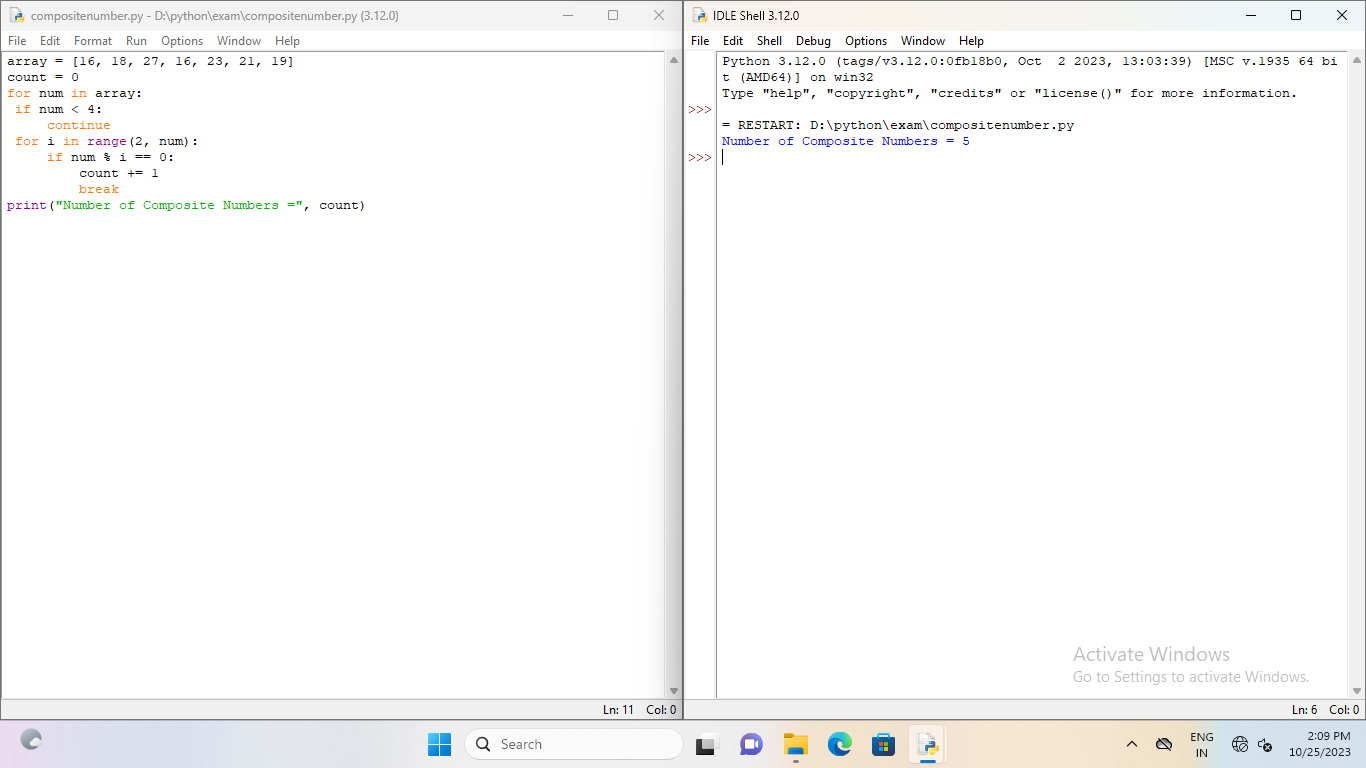 compositenumber.py - D:\python\exam\compositenumber.py (3.12.0)
File Edit Format Run Options Window Help
array = [16, 18, 27, 16, 23, 21, 19]
count = 0
for num in array:
 if num < 4:
     continue
 for i in range(2, num):
     if num % i == 0:
         count += 1
         break
print("Number of Composite Numbers =", count)
Ln: 11 Col: 0
IDLE Shell 3.12.0
File Edit Shell Debug Options Window Help
Python 3.12.0 (tags/v3.12.0:0fb18b0, Oct  2 2023, 13:03:39) [MSC v.1935 64 bi
t (AMD64)] on win32
Type "help", "copyright", "credits" or "license()" for more information.
>>>
= RESTART: D:\python\exam\compositenumber.py
Number of Composite Numbers = 5
>>>
Activate Windows
Go to Settings to activate Windows.
Ln: 6 Col: 0
Search
ENG
IN
2:09 PM
10/25/2023